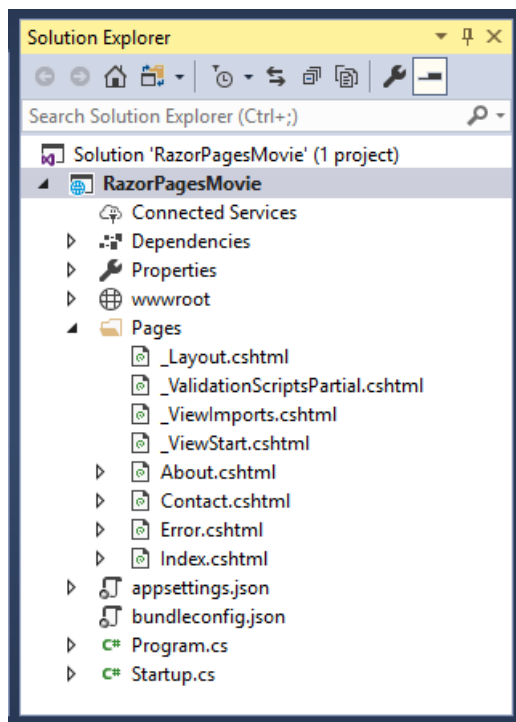 Solution Explorer
Search Solution Explorer (Ctrl+;)
Solution 'RazorPagesMovie' (1 project)
RazorPagesMovie
Connected Services
Dependencies
Properties
wwwroot
Pages
_Layout.cshtml
_ValidationScriptsPartial.cshtml
_ViewImports.cshtml
_ViewStart.cshtml
About.cshtml
Contact.cshtml
Error.cshtml
Index.cshtml
appsettings.json
bundleconfig.json
C# Program.cs
C# Startup.cs